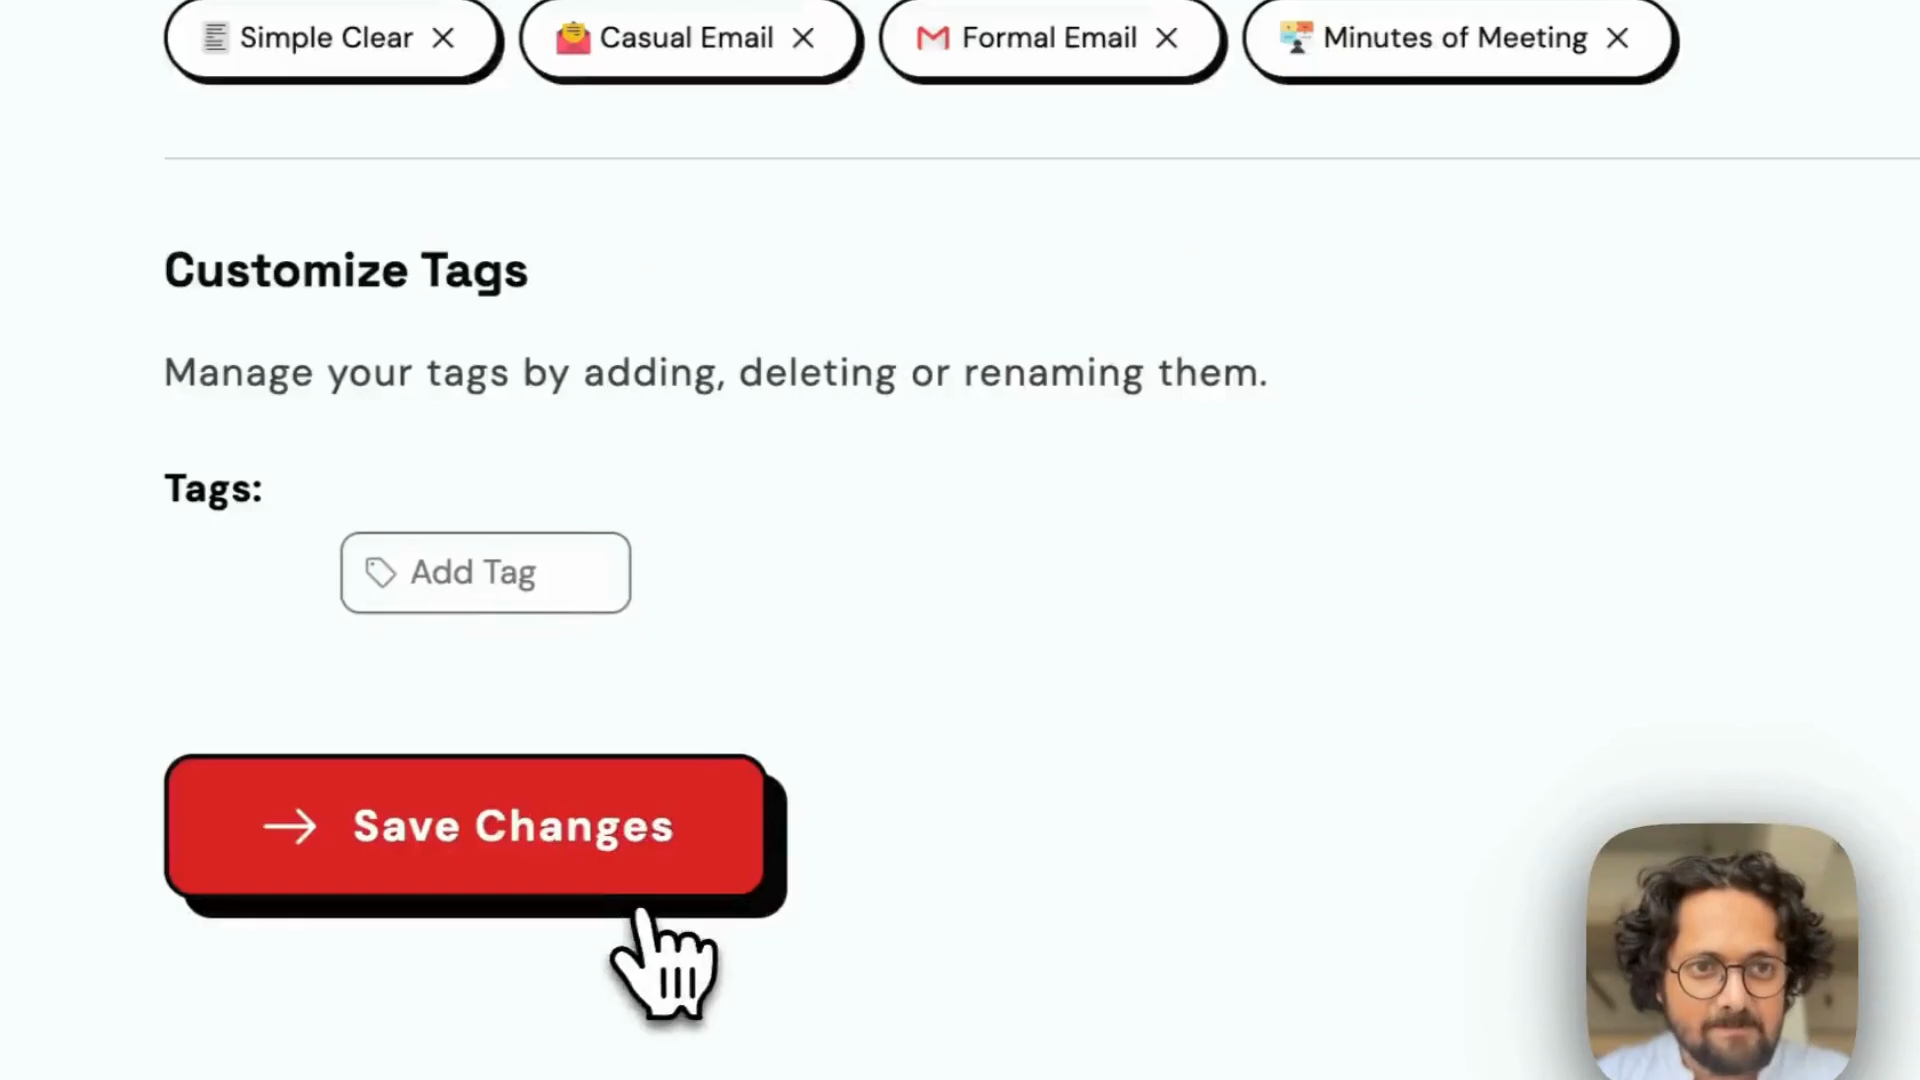 Simple Clear
Casual Email
Formal Email
Minutes of Meeting
Customize Tags
Manage your tags by adding, deleting or renaming them.
Tags:
Add Tag
Save Changes